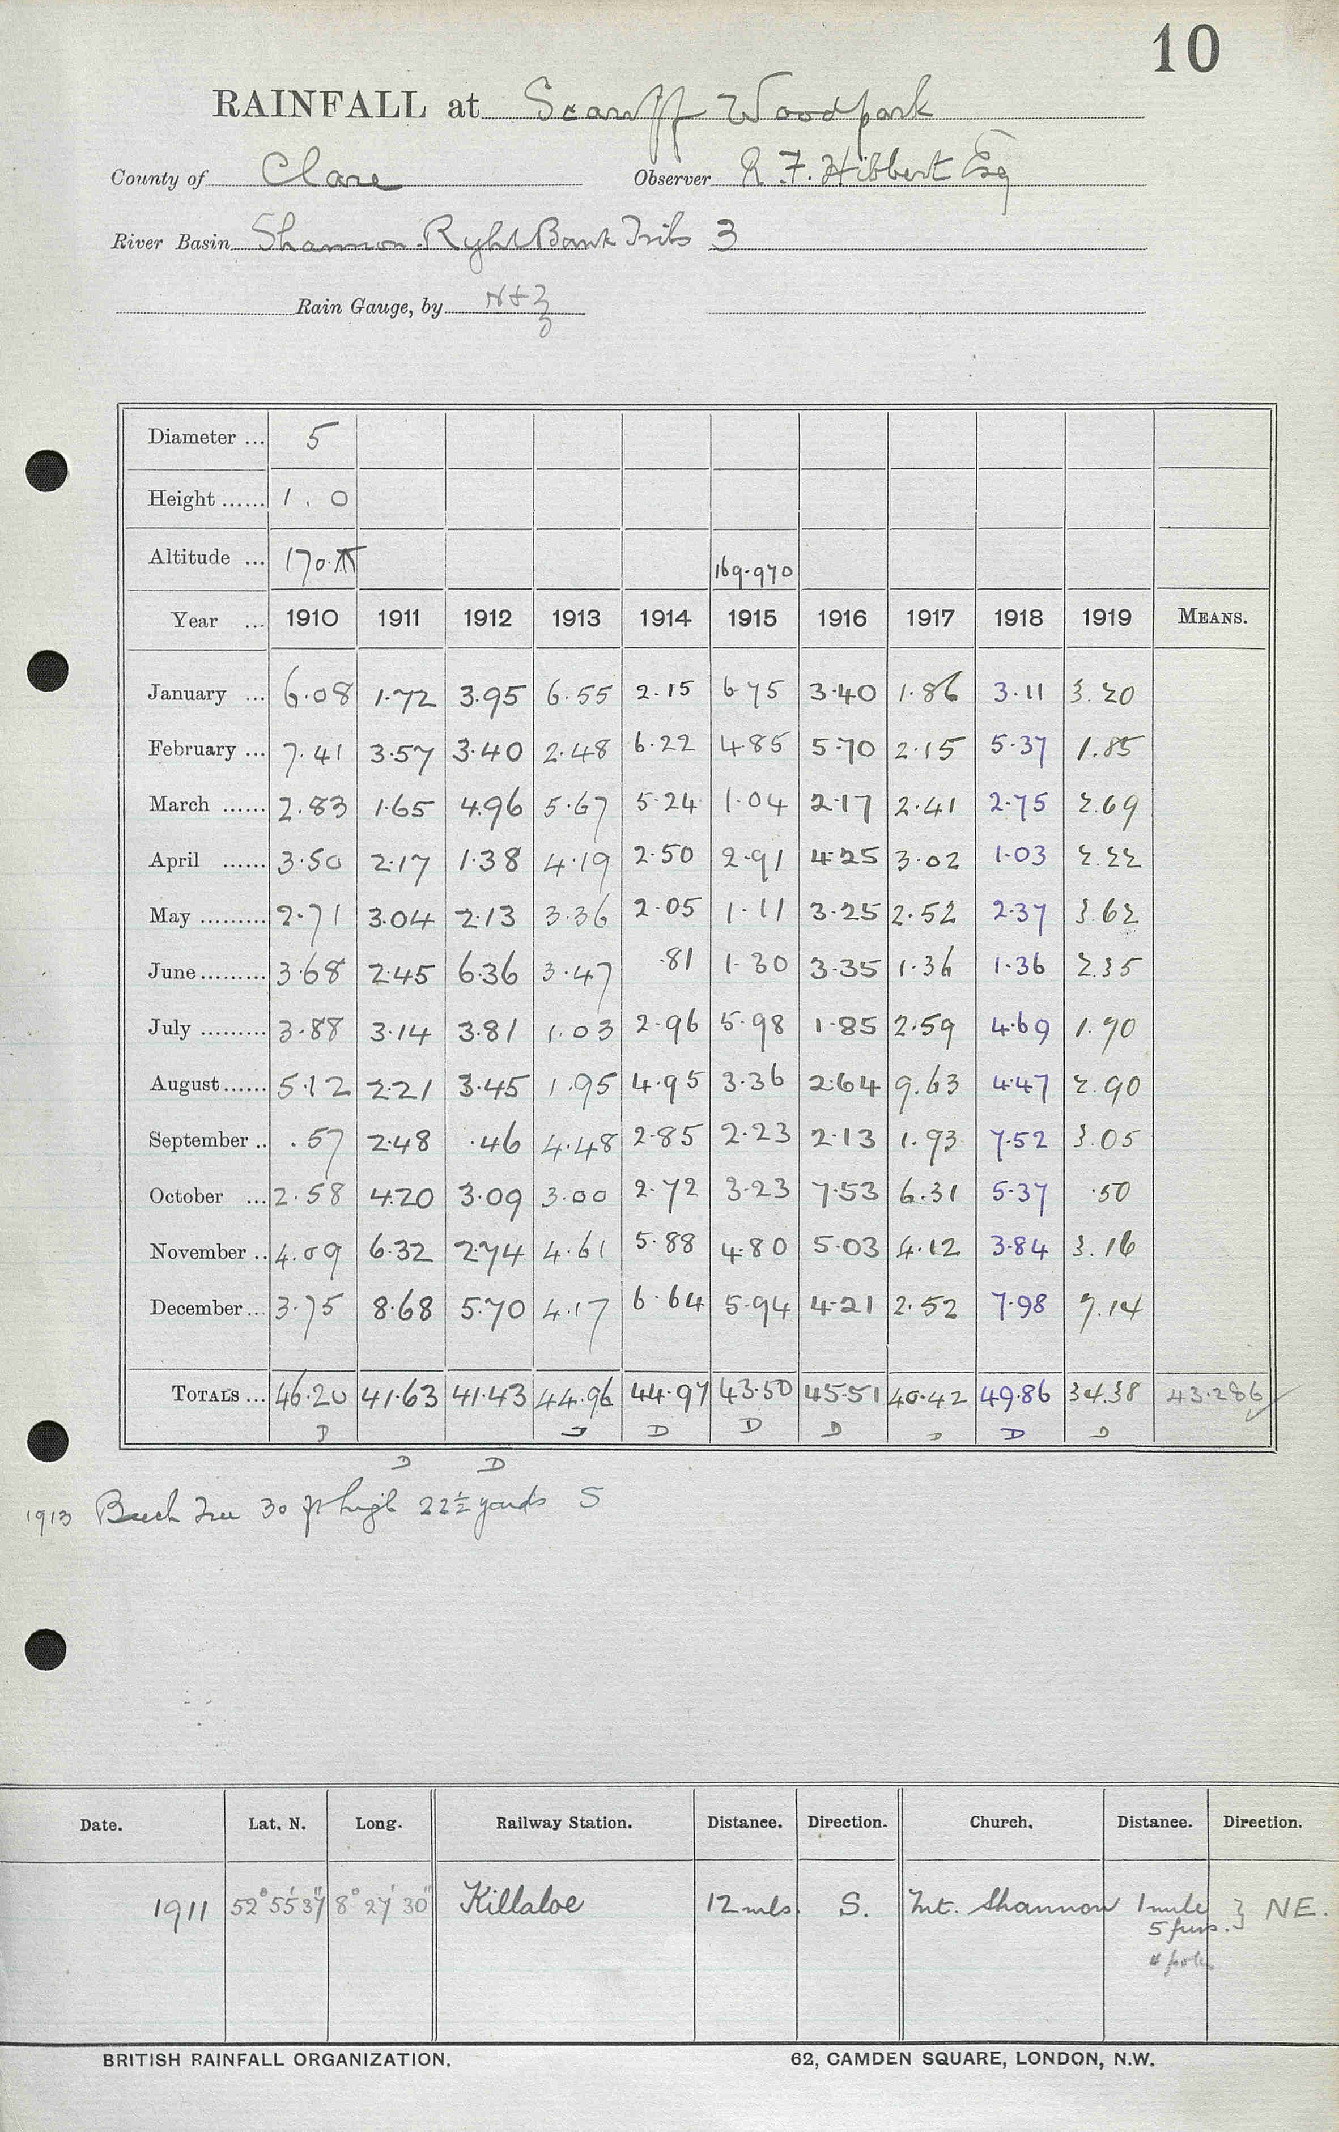 10
RAINFALL at Scariff Woodpark
County of Clare Observer R. F. Hibbert Esq
River Basin Shannon. Right Bank Tribs 3
Rain Gauge, by N+Z
Diameter ... 5
Height ...... 1 . 0
Altitude ... 170 169.970
Year ... 1910 1911 1912 1913 1914 1915 1916 1917 1918 1919 MEANS.
January ... 6.08 1.72 3.95 6.55 2.15 6.75 3.40 1.86 3.11 3.20
February ... 7.41 3.57 3.40 2.48 6.22 4.85 5.70 2.15 5.37 1.85
March ...... 2.83 1.65 4.96 5.67 5.24 1.04 2.17 2.41 2.75 2.69
April ...... 3.50 2.17 1.38 4.19 2.50 2.91 4.25 3.02 1.03 2.22
May ......... 2.71 3.04 2.13 3.36 2.05 1.11 3.25 2.52 2.37 3.62
June ......... 3.68 2.45 6.36 3.47 .81 1.30 3.35 1.36 1.36 2.35
July ......... 3.88 3.14 3.81 1.03 2.96 5.98 1.85 2.59 4.69 1.70
August ...... 5.12 2.21 3.45 1.95 4.95 3.36 2.64 9.63 4.47 2.90
September .. .57 2.48 .46 4.48 2.85 2.23 2.13 1.93 7.52 3.05
October ... 2.58 4.20 3.09 3.00 2.72 3.23 7.53 6.31 5.37 .50
November .. 4.09 6.32 2.74 4.61 5.88 4.80 5.03 4.12 3.84 3.16
December ... 3.75 8.68 5.70 4.17 6.64 5.94 4.21 2.52 7.98 7.14
TOTALS ... 46.20 41.63 41.43 44.96 44.97 43.50 45.51 40.42 49.86 34.38 43.286
D D D D D D D D
D D
1913 Beech Tree 30 ft high 22½ yards S
Date. Lat. N. Long. Railway Station. Distance. Direction. Church. Distance. Direction.
1911 52° 55' 37" 8° 27' 30" Killaloe 12 mls. S. Mt. Shannon 1 mile } NE.
5 furs.
4 poles
BRITISH RAINFALL ORGANIZATION. 62, CAMDEN SQUARE, LONDON, N.W.